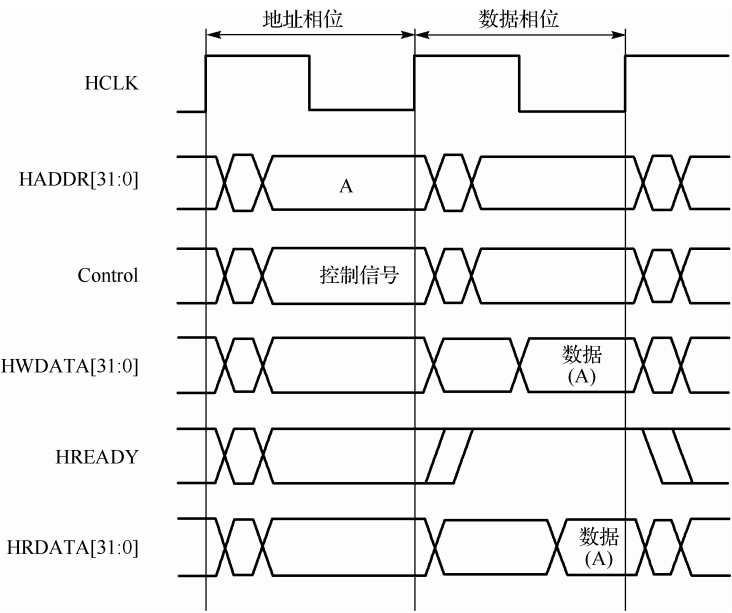 地址相位 数据相位
HCLK
HADDR[31:0] A
Control 控制信号
HWDATA[31:0] 数据
(A)
HREADY
HRDATA[31:0] 数据
(A)